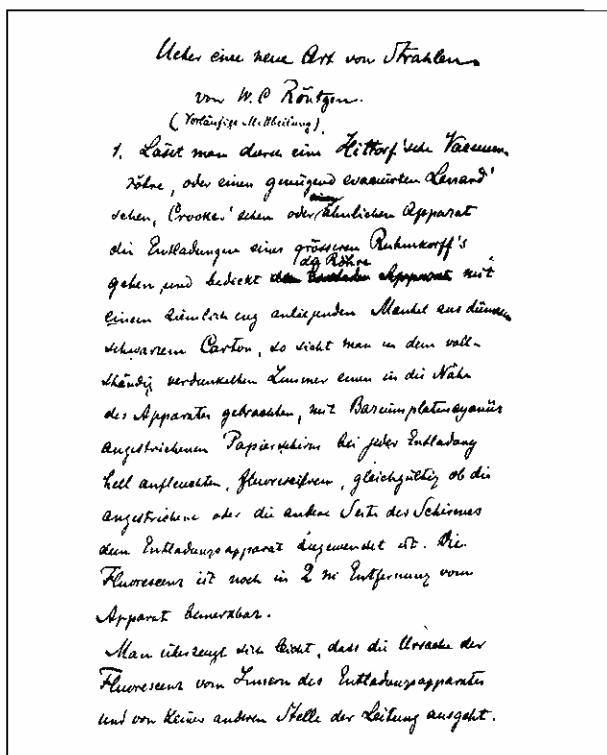 Ueber eine neue Art von Strahlen
von W. C Röntgen.
(Vorläufige Mittheilung)
1. Lässt man durch eine Hittorf'sche Vacuum-
röhre, oder einen genügend evacuirten Lenard'
schen, Crookes'schen oder ähnlichen Apparat
die Entladungen eines grösseren Ruhmkorff's
gehen, und bedeckt die Röhre mit
einem ziemlich eng anliegenden Mantel aus dünnem
schwarzem Carton, so sieht man in dem voll-
ständig verdunkelten Zimmer einen in die Nähe
des Apparates gebrachten, mit Bariumplatincyanür
angestrichenen Papierschirm bei jeder Entladung
hell aufleuchten, fluoresciren, gleichgültig ob die
angestrichene oder die andere Seite des Schirmes
dem Entladungsapparat zugewendet ist. Die
Fluorescenz ist noch in 2 m Entfernung vom
Apparat bemerkbar.
Man überzeugt sich leicht, dass die Ursache der
Fluorescenz vom Innern des Entladungsapparates
und von keiner anderen Stelle der Leitung ausgeht.